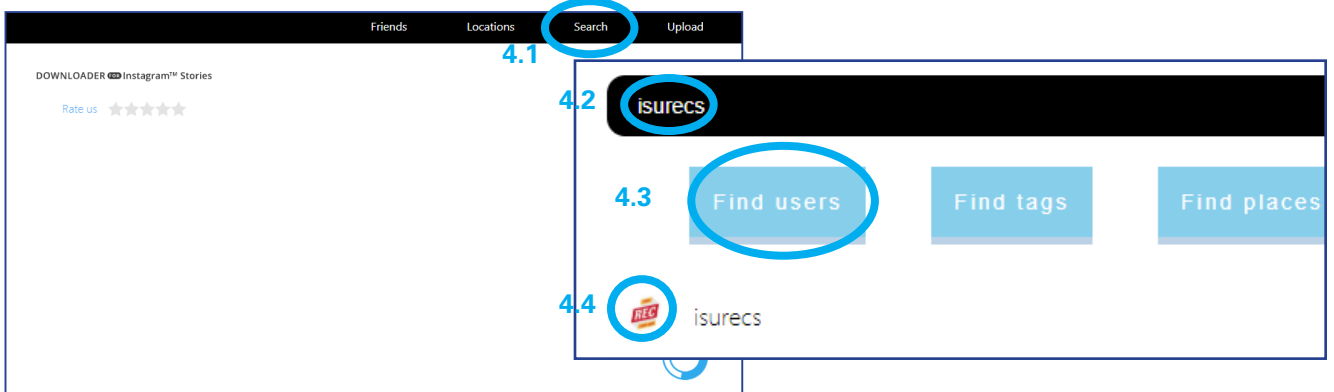 Friends Locations Search Upload
4.1
DOWNLOADER Instagram™ Stories
Rate us
4.2 isurecs
4.3 Find users Find tags Find places
4.4 REC isurecs